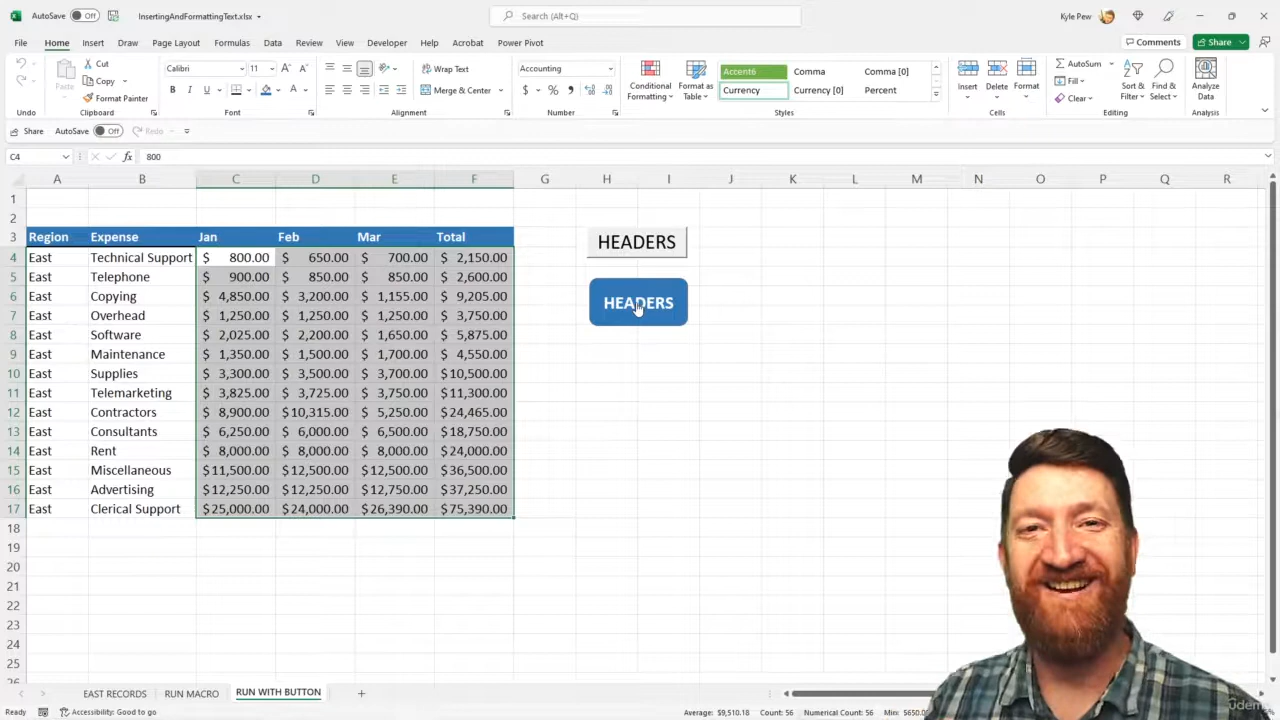 AutoSave Off InsertingAndFormattingText.xlsx Search (Alt+Q) Kyle Pew
File Home Insert Draw Page Layout Formulas Data Review View Developer Help Acrobat Power Pivot Comments Share
Paste Cut Copy Format Painter
Calibri 11 B I U A A A
Wrap Text Merge & Center
Accounting $ % ,
Conditional Formatting Format as Table
Accent6 Comma Comma [0]
Currency Currency [0] Percent
Insert Delete Format
AutoSum Fill Clear Sort & Filter Find & Select
Analyze Data
Undo Clipboard Font Alignment Number Styles Cells Editing Analysis
Share AutoSave Off Redo
C4 fx 800
A B C D E F G H I J K L M N O P Q R
1
2
3 Region Expense Jan Feb Mar Total HEADERS
4 East Technical Support $ 800.00 $ 650.00 $ 700.00 $ 2,150.00
5 East Telephone $ 900.00 $ 850.00 $ 850.00 $ 2,600.00
6 East Copying $ 4,850.00 $ 3,200.00 $ 1,155.00 $ 9,205.00 HEADERS
7 East Overhead $ 1,250.00 $ 1,250.00 $ 1,250.00 $ 3,750.00
8 East Software $ 2,025.00 $ 2,200.00 $ 1,650.00 $ 5,875.00
9 East Maintenance $ 1,350.00 $ 1,500.00 $ 1,700.00 $ 4,550.00
10 East Supplies $ 3,300.00 $ 3,500.00 $ 3,700.00 $10,500.00
11 East Telemarketing $ 3,825.00 $ 3,725.00 $ 3,750.00 $11,300.00
12 East Contractors $ 8,900.00 $10,315.00 $ 5,250.00 $24,465.00
13 East Consultants $ 6,250.00 $ 6,000.00 $ 6,500.00 $18,750.00
14 East Rent $ 8,000.00 $ 8,000.00 $ 8,000.00 $24,000.00
15 East Miscellaneous $11,500.00 $12,500.00 $12,500.00 $36,500.00
16 East Advertising $12,250.00 $12,250.00 $12,750.00 $37,250.00
17 East Clerical Support $25,000.00 $24,000.00 $26,390.00 $75,390.00
18
19
20
21
22
23
24
25
26
EAST RECORDS RUN MACRO RUN WITH BUTTON
Ready Accessibility: Good to go Average: $9,510.18 Count: 56 Numerical Count: 56